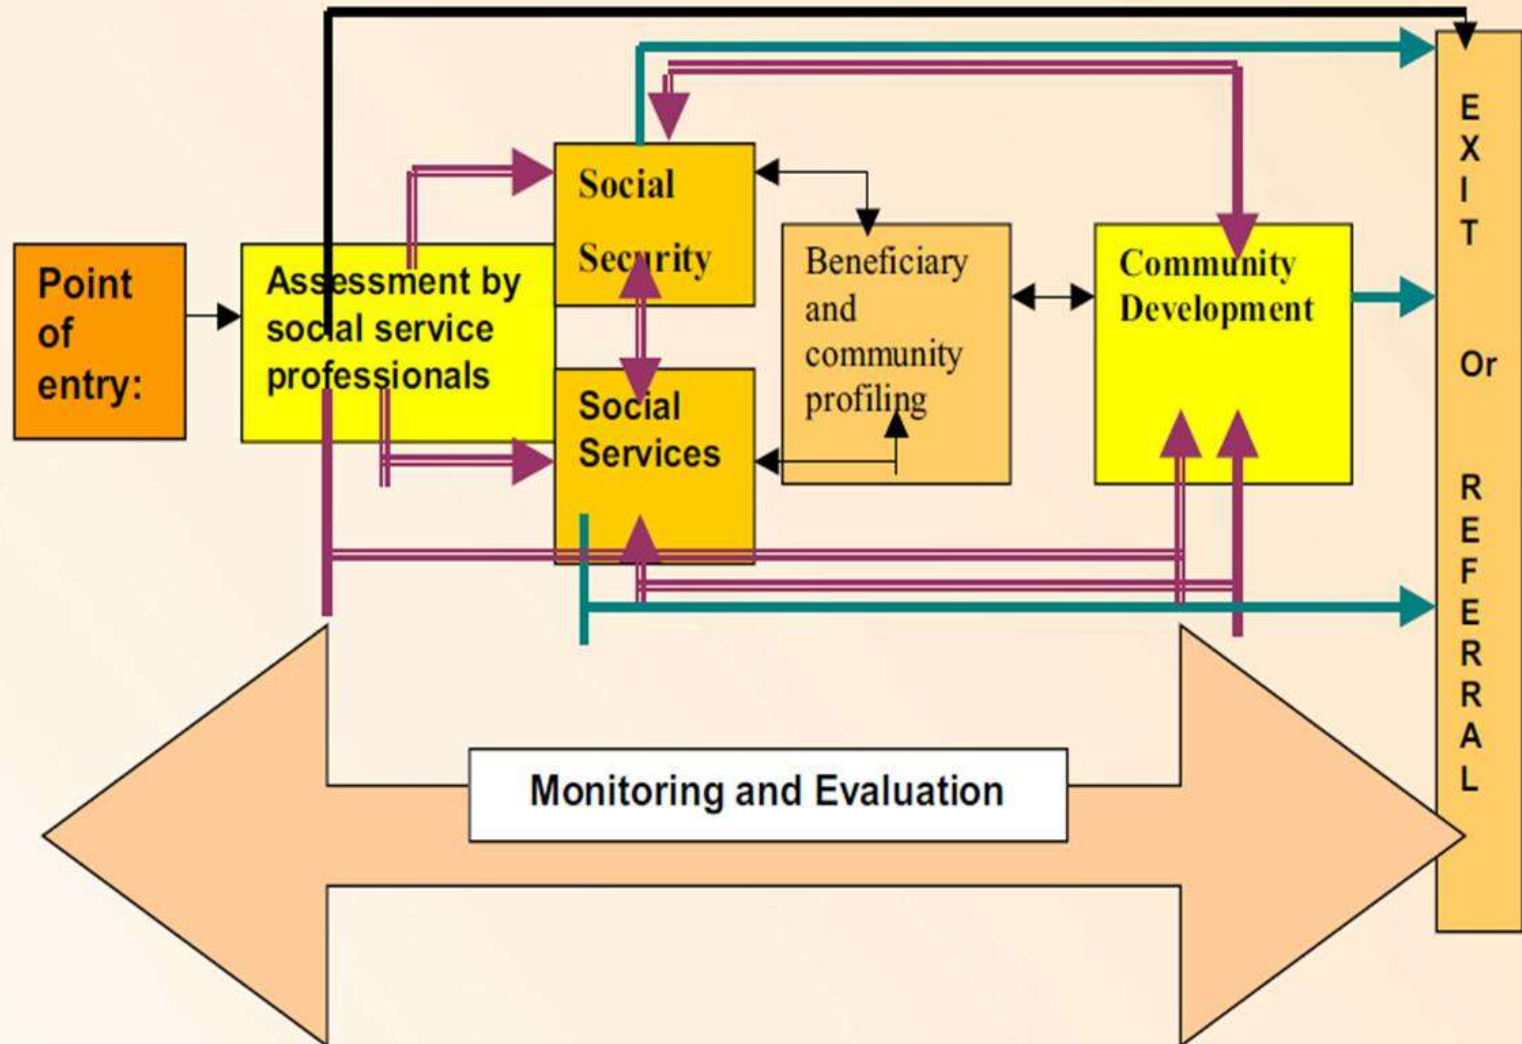 Point
of
entry:
Assessment by
social service
professionals
Social
Security
Social
Services
Beneficiary
and
community
profiling
Community
Development
E
X
I
T
Or
R
E
F
E
R
R
A
L
Monitoring and Evaluation